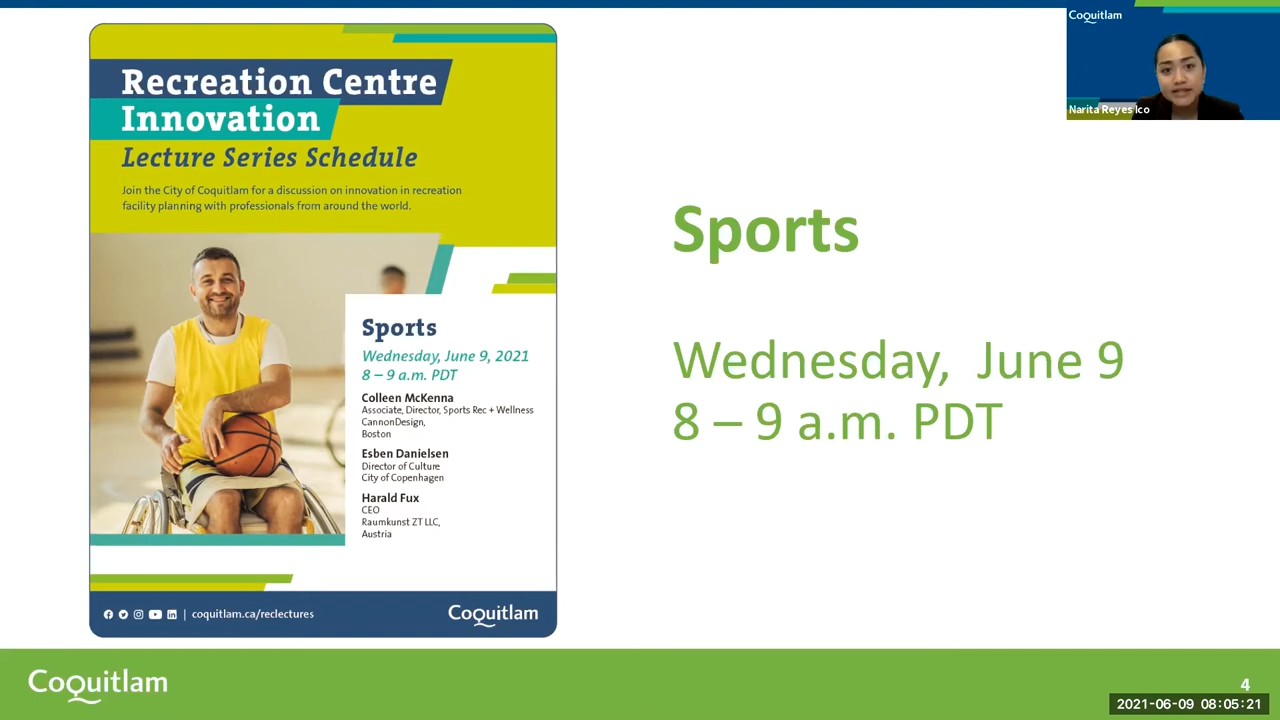 Recreation Centre
Innovation
Lecture Series Schedule
Join the City of Coquitlam for a discussion on innovation in recreation
facility planning with professionals from around the world.
Sports
Wednesday, June 9, 2021
8 – 9 a.m. PDT
Colleen McKenna
Associate, Director, Sports Rec + Wellness
CannonDesign,
Boston
Esben Danielsen
Director of Culture
City of Copenhagen
Harald Fux
CEO
Raumkunst ZT LLC,
Austria
coquitlam.ca/reclectures
Coquitlam
Sports
Wednesday, June 9
8 – 9 a.m. PDT
Coquitlam
Narita Reyes Ico
Coquitlam
4
2021-06-09 08:05:21